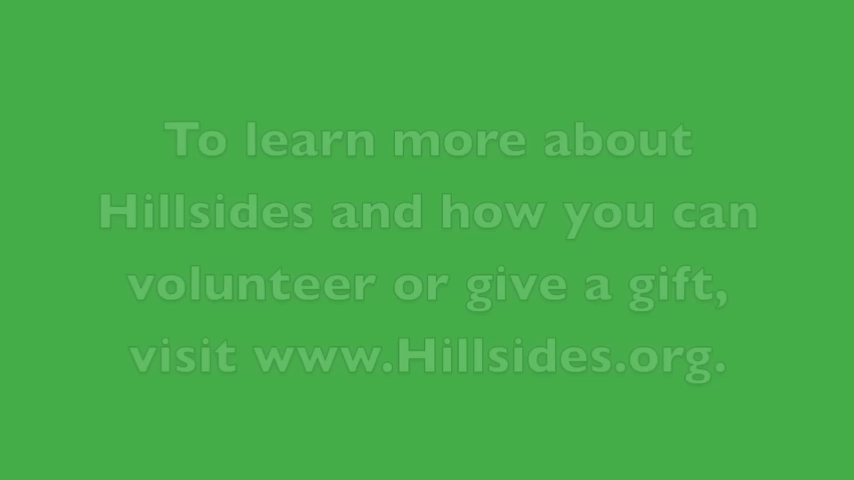 To learn more about
Hillsides and how you can
volunteer or give a gift,
visit www.Hillsides.org.